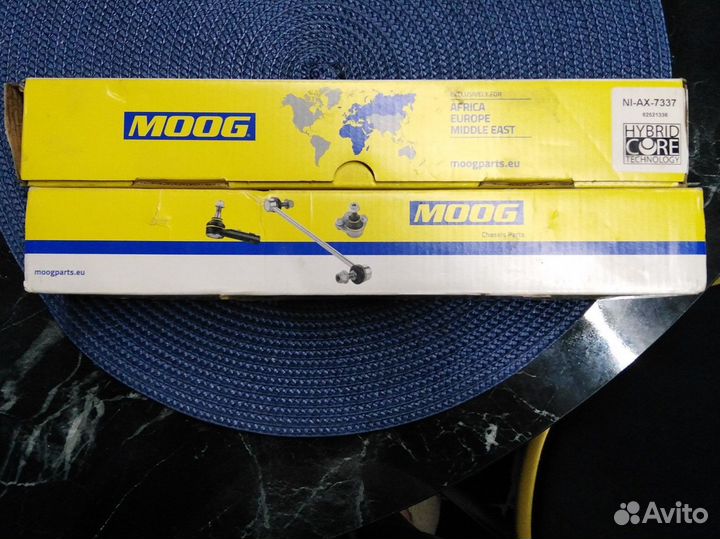 MOOG
EXCLUSIVELY FOR
AFRICA
EUROPE
MIDDLE EAST
moogparts.eu
NI-AX-7337
02521336
HYBRID
CORE
TECHNOLOGY
MOOG
Chassis Parts
moogparts.eu
Avito